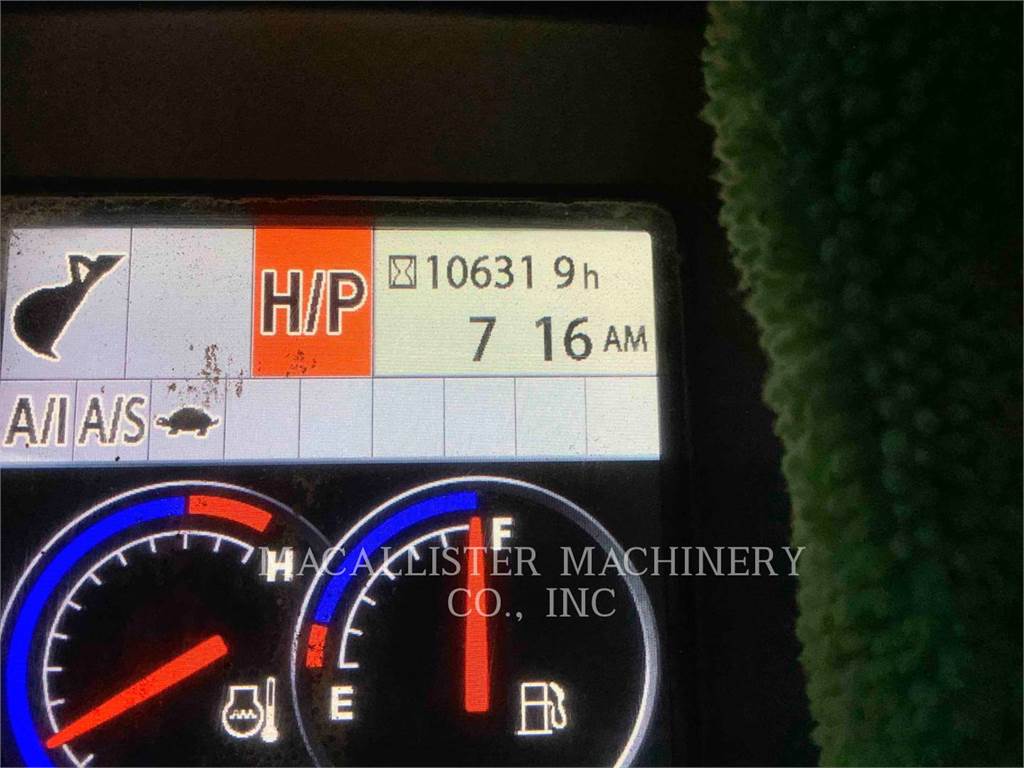 H/P
10631 9h
7 16 AM
A/I A/S
H
F
E
MACALLISTER MACHINERY
CO., INC